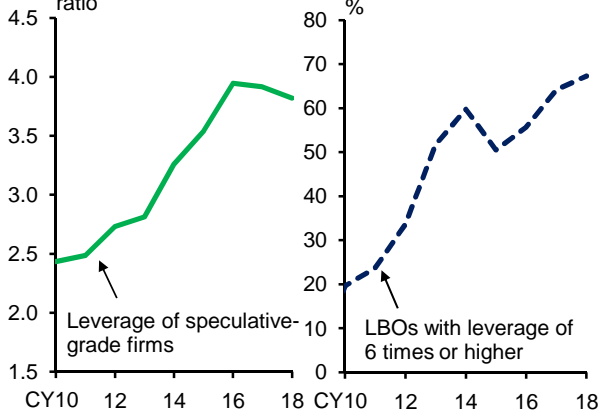 ratio
4.5
4.0
3.5
3.0
2.5
2.0
1.5
Leverage of speculative-
grade firms
CY10 12 14 16 18
%
80
70
60
50
40
30
20
10
0
LBOs with leverage of
6 times or higher
CY10 12 14 16 18